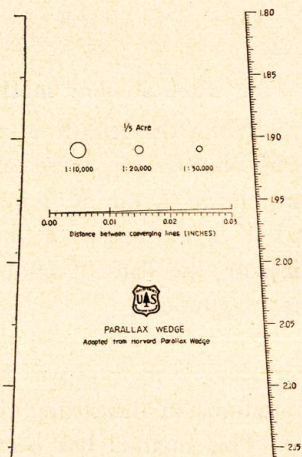 1.80
1.85
1/5 Acre
1.90
1:10,000 1:20,000 1:30,000
1.95
0.00 0.01 0.02 0.03
Distance between converging lines (INCHES)
2.00
U S
PARALLAX WEDGE
2.05
Adapted from Harvard Parallax Wedge
2.10
2.15